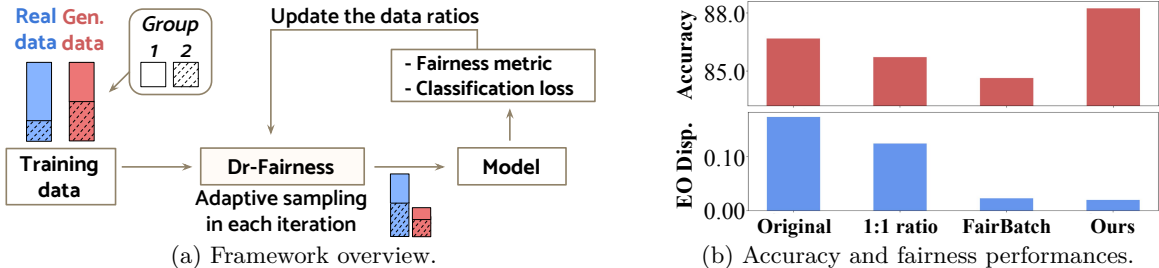 Real
data
Gen.
data
Group
1 2
Update the data ratios
- Fairness metric
- Classification loss
Training
data
Dr-Fairness
Adaptive sampling
in each iteration
Model
(a) Framework overview.
Accuracy
88.0
85.0
EO Disp.
0.10
0.00
Original 1:1 ratio FairBatch Ours
(b) Accuracy and fairness performances.